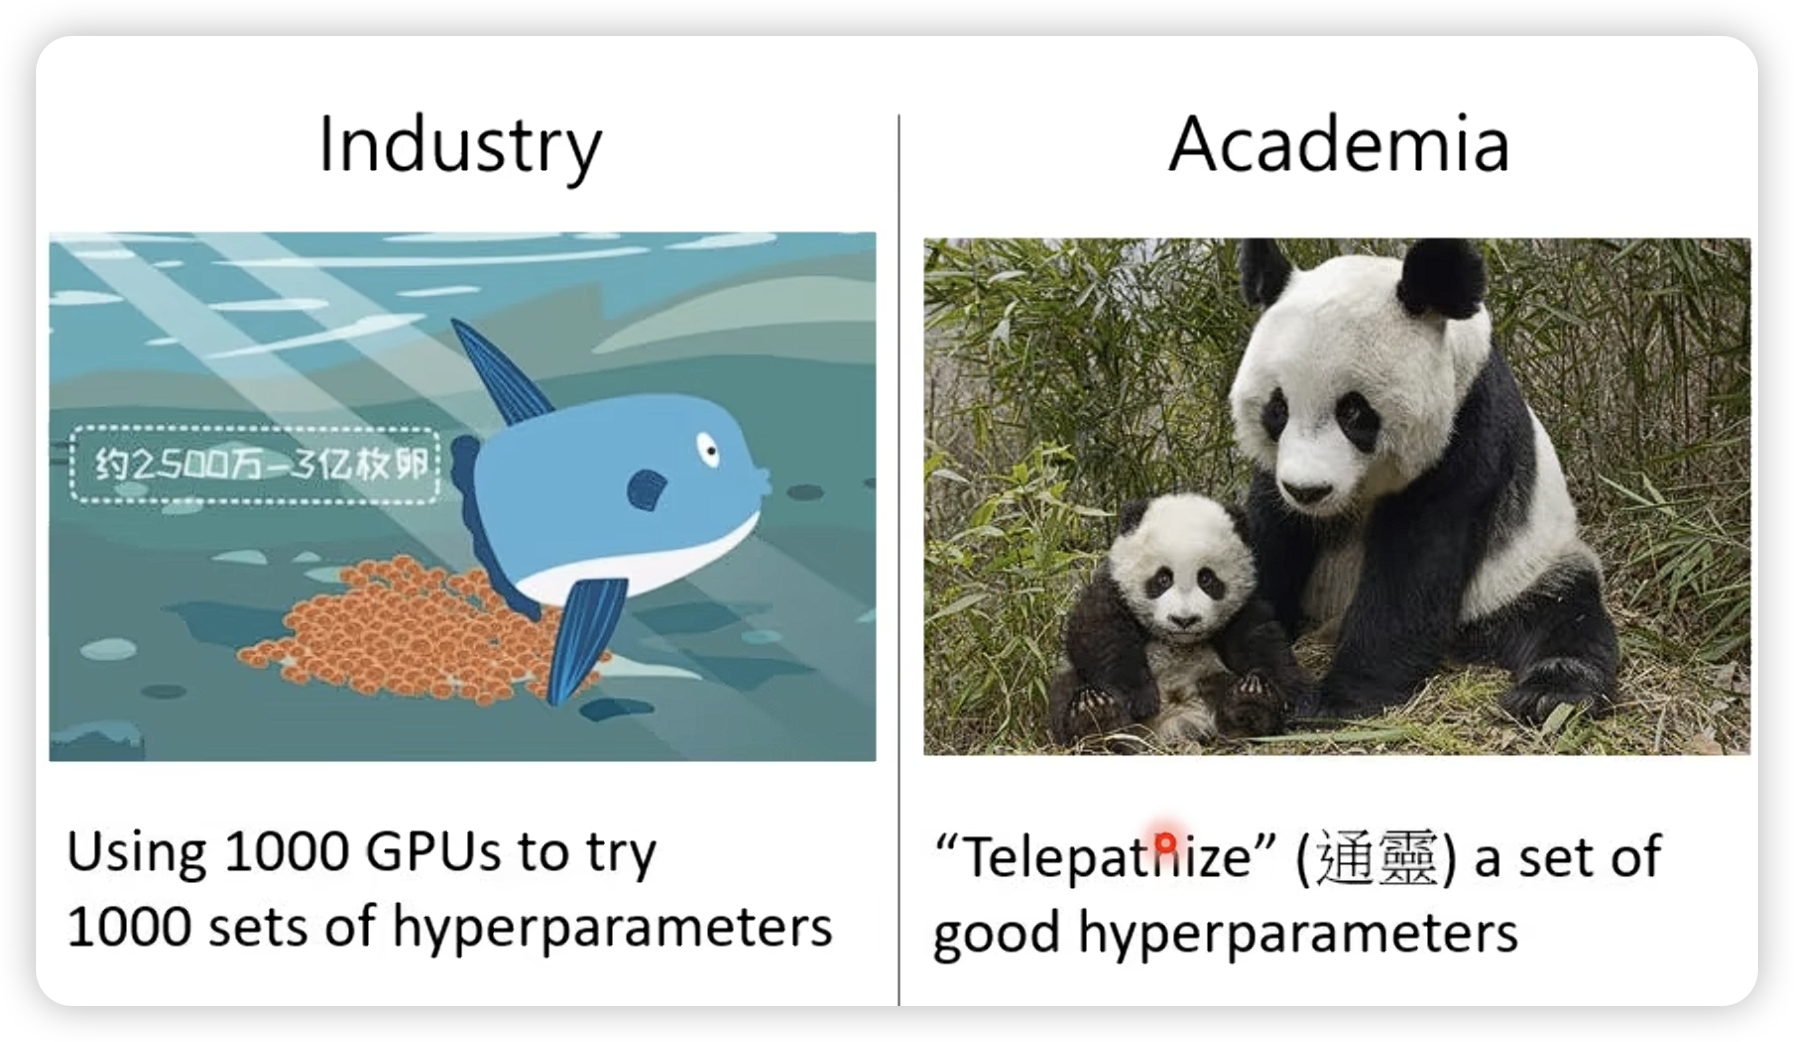 Industry
约2500万-3亿枚卵
Using 1000 GPUs to try
1000 sets of hyperparameters
Academia
“Telepathize” (通靈) a set of
good hyperparameters